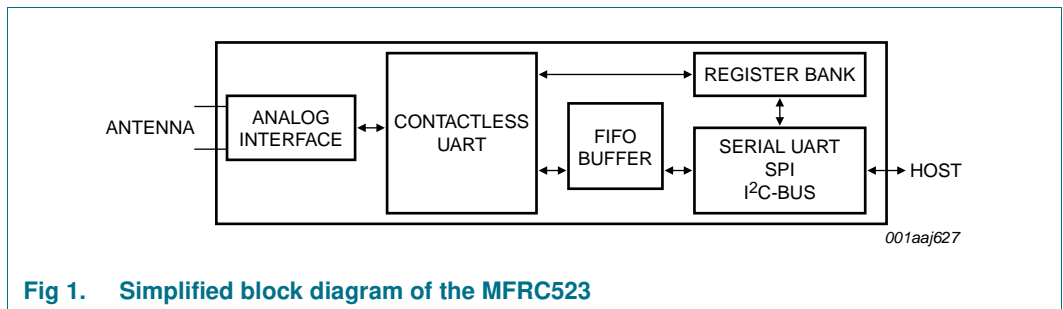 ANTENNA
ANALOG
INTERFACE
CONTACTLESS
UART
FIFO
BUFFER
REGISTER BANK
SERIAL UART
SPI
I²C-BUS
HOST
001aaj627
Fig 1. Simplified block diagram of the MFRC523